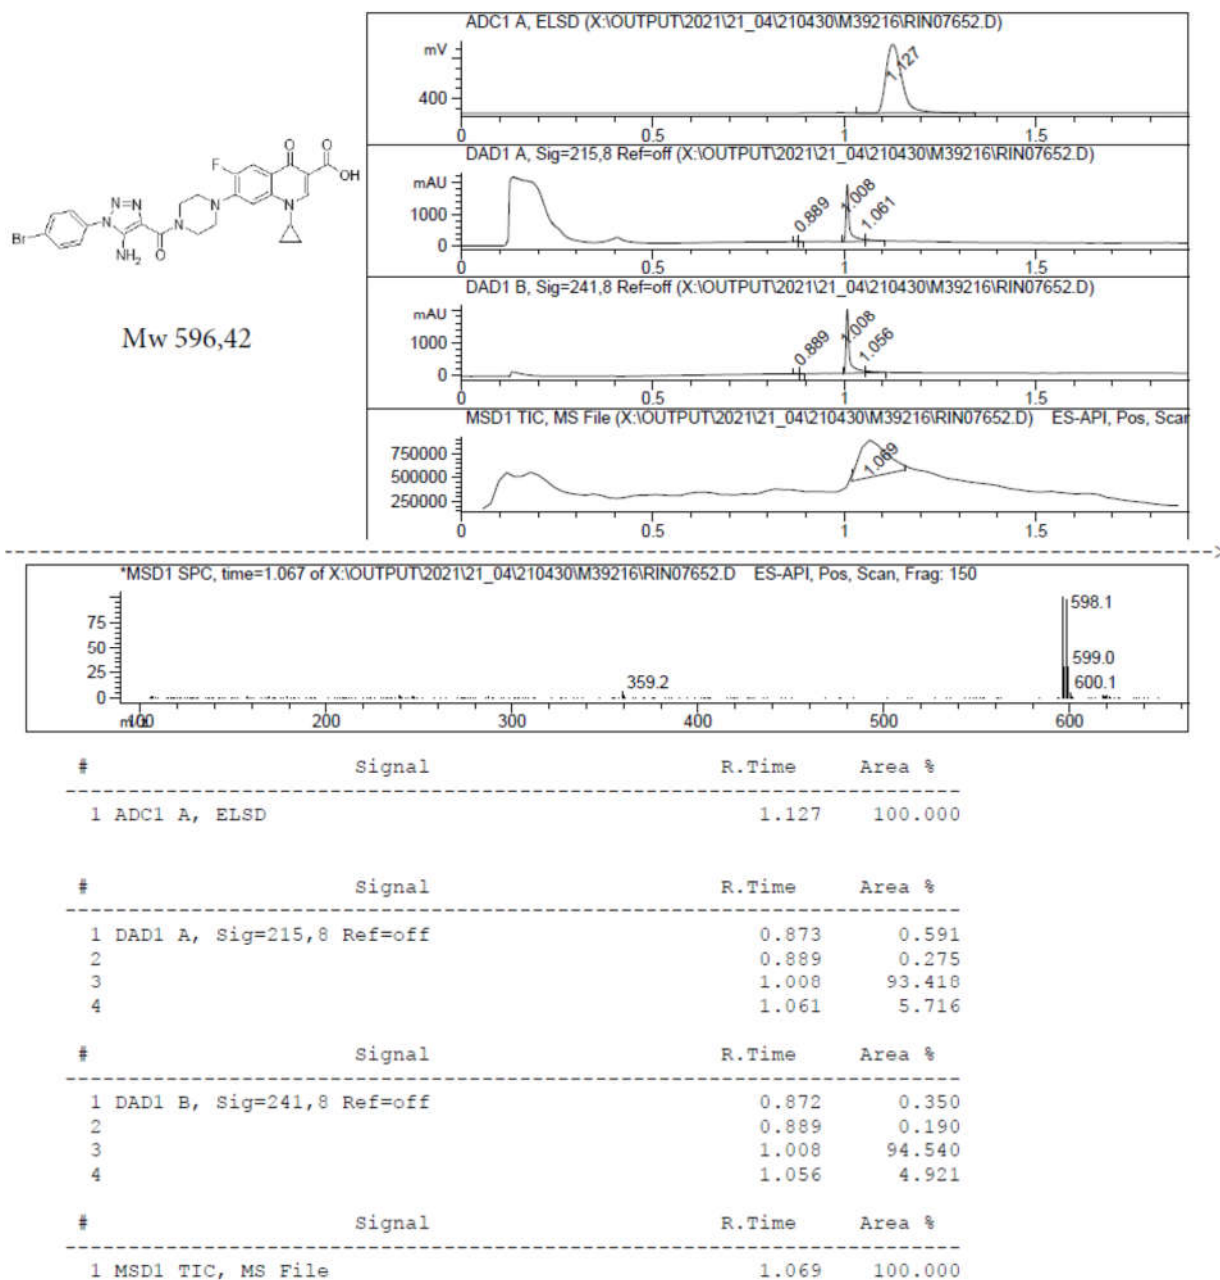 ADC1 A, ELSD (X:\OUTPUT\2021\21_04\210430\M39216\RIN07652.D)
mV
400
1.127
0 0.5 1 1.5
DAD1 A, Sig=215,8 Ref=off (X:\OUTPUT\2021\21_04\210430\M39216\RIN07652.D)
mAU
1000
0
0.889 1.008 1.061
0 0.5 1 1.5
DAD1 B, Sig=241,8 Ref=off (X:\OUTPUT\2021\21_04\210430\M39216\RIN07652.D)
mAU
1000
0
0.889 1.008 1.056
0 0.5 1 1.5
MSD1 TIC, MS File (X:\OUTPUT\2021\21_04\210430\M39216\RIN07652.D) ES-API, Pos, Scan
750000
500000
250000
1.069
0 0.5 1 1.5
F O O OH
N N
N=N N N
Br NH2 O
Mw 596,42
*MSD1 SPC, time=1.067 of X:\OUTPUT\2021\21_04\210430\M39216\RIN07652.D ES-API, Pos, Scan, Frag: 150
75
50
25
0
598.1
599.0
359.2 600.1
m/z 100 200 300 400 500 600
# Signal R.Time Area %
1 ADC1 A, ELSD 1.127 100.000
# Signal R.Time Area %
1 DAD1 A, Sig=215,8 Ref=off 0.873 0.591
2 0.889 0.275
3 1.008 93.418
4 1.061 5.716
# Signal R.Time Area %
1 DAD1 B, Sig=241,8 Ref=off 0.872 0.350
2 0.889 0.190
3 1.008 94.540
4 1.056 4.921
# Signal R.Time Area %
1 MSD1 TIC, MS File 1.069 100.000